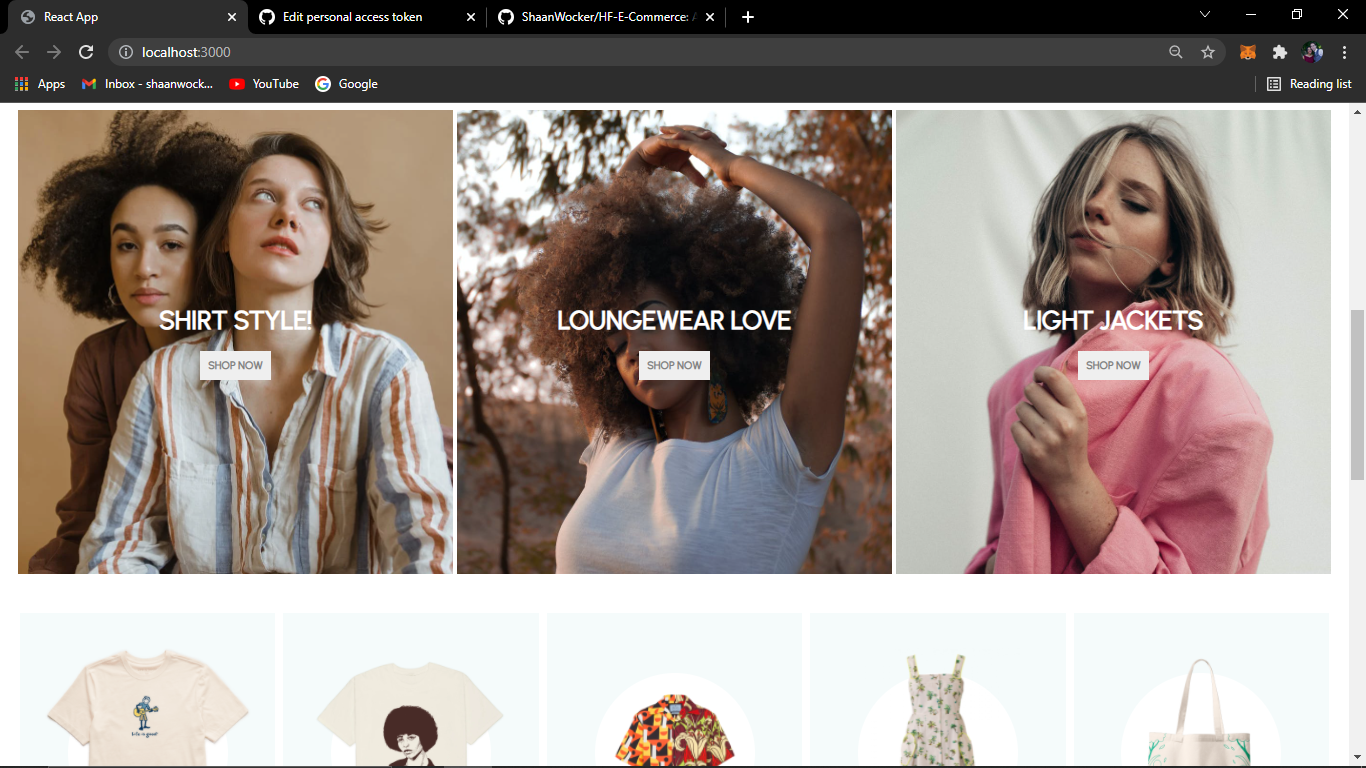 React App
Edit personal access token
ShaanWocker/HF-E-Commerce: A
localhost:3000
Apps
Inbox - shaanwock...
YouTube
Google
Reading list
SHIRT STYLE!
LOUNGEWEAR LOVE
LIGHT JACKETS
SHOP NOW
SHOP NOW
SHOP NOW
life is good